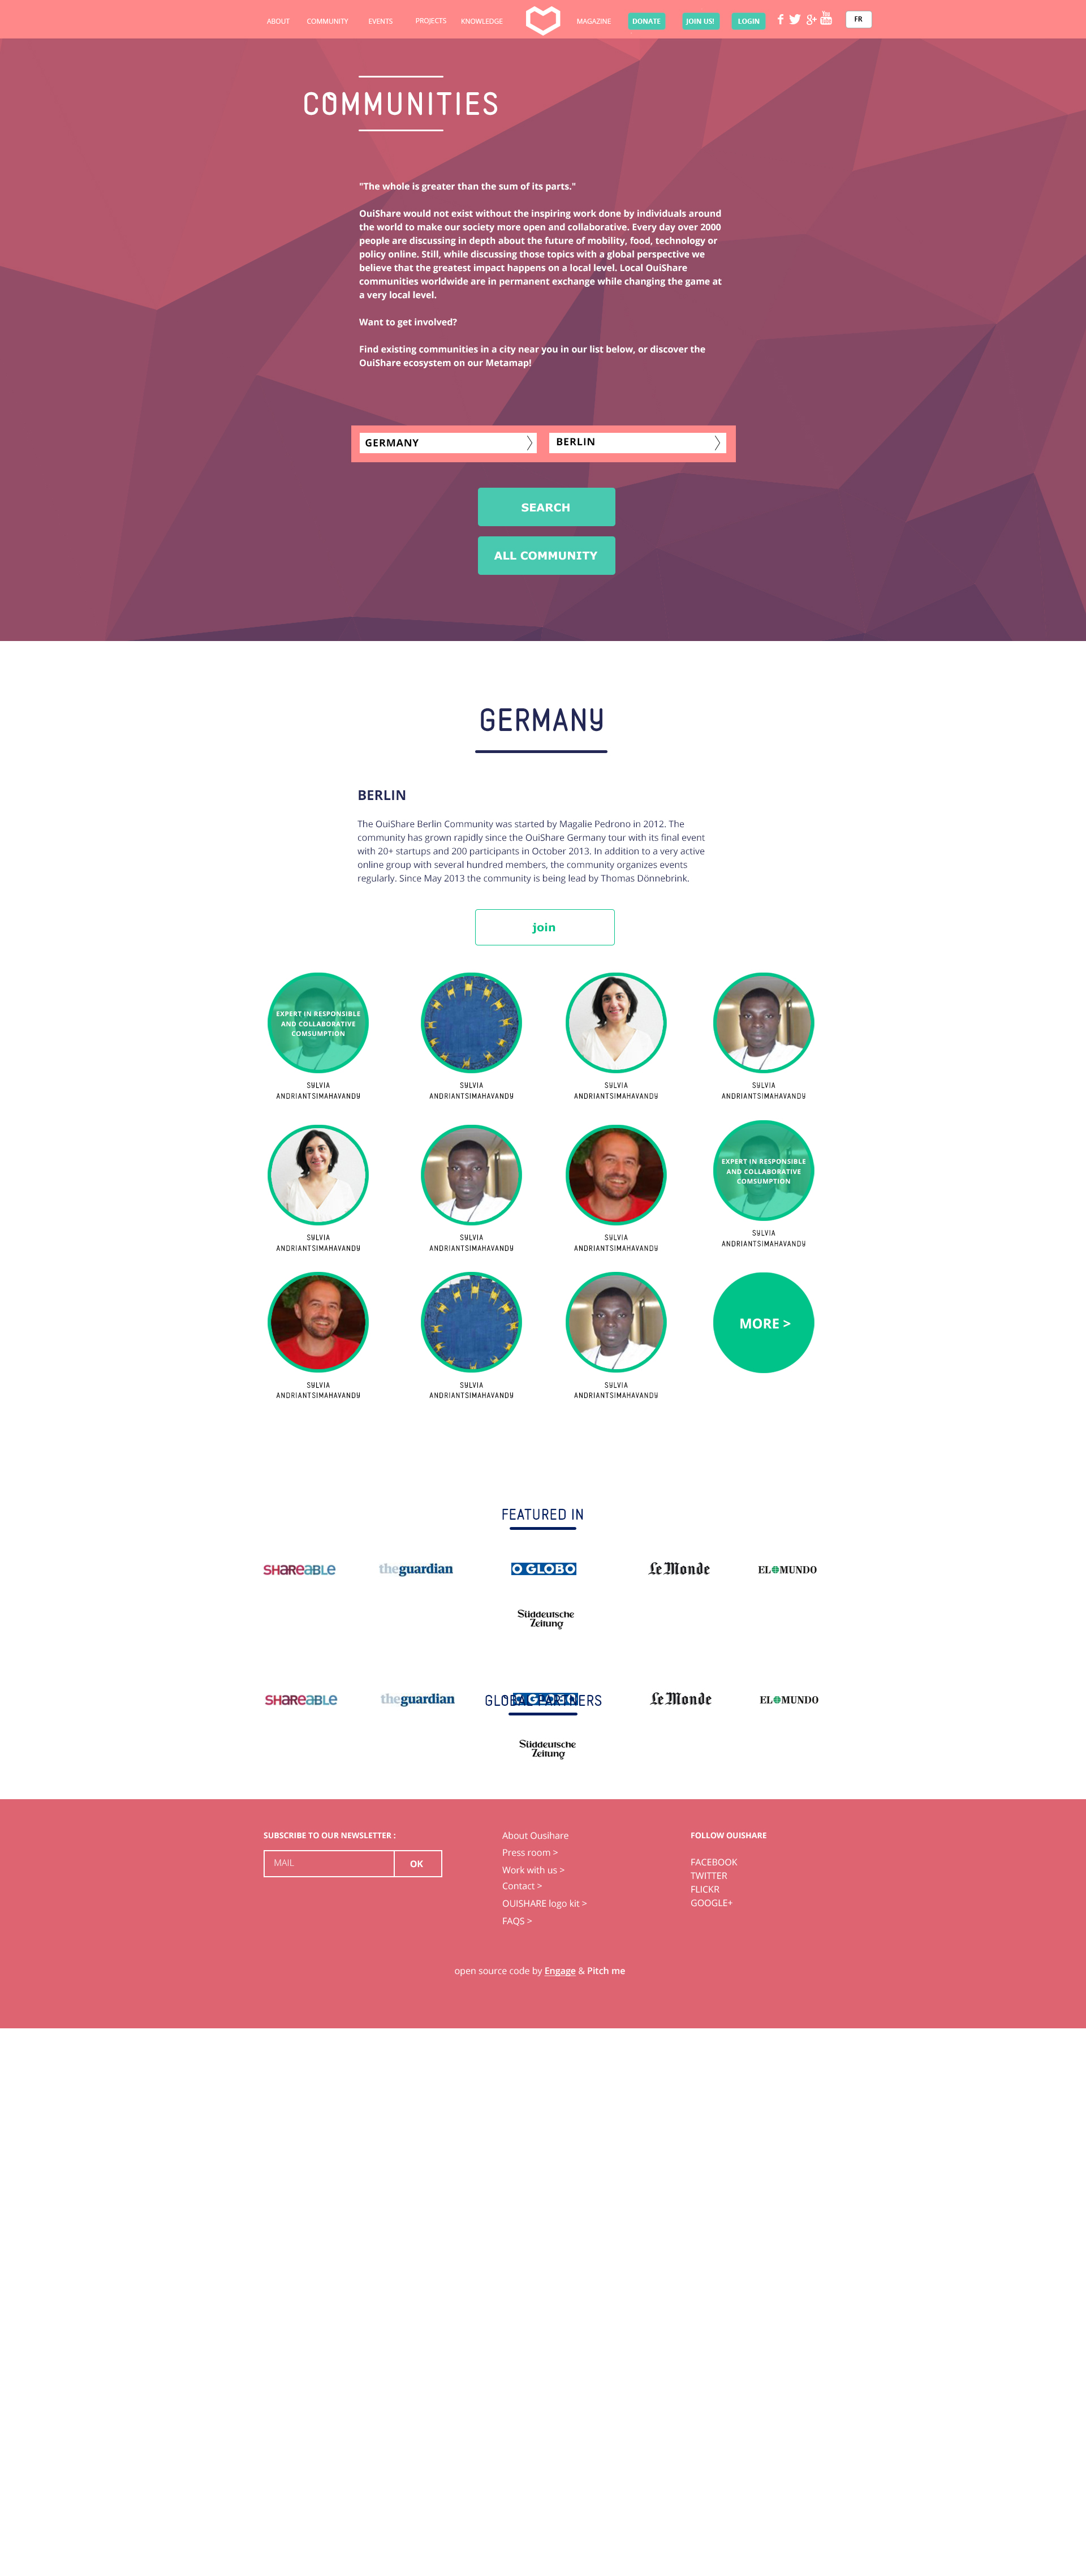 ABOUT COMMUNITY EVENTS PROJECTS KNOWLEDGE MAGAZINE DONATE JOIN US! LOGIN f g+ You Tube FR
COMMUNITIES
"The whole is greater than the sum of its parts."
OuiShare would not exist without the inspiring work done by individuals around
the world to make our society more open and collaborative. Every day over 2000
people are discussing in depth about the future of mobility, food, technology or
policy online. Still, while discussing those topics with a global perspective we
believe that the greatest impact happens on a local level. Local OuiShare
communities worldwide are in permanent exchange while changing the game at
a very local level.
Want to get involved?
Find existing communities in a city near you in our list below, or discover the
OuiShare ecosystem on our Metamap!
GERMANY BERLIN
SEARCH
ALL COMMUNITY
GERMANY
BERLIN
The OuiShare Berlin Community was started by Magalie Pedrono in 2012. The
community has grown rapidly since the OuiShare Germany tour with its final event
with 20+ startups and 200 participants in October 2013. In addition to a very active
online group with several hundred members, the community organizes events
regularly. Since May 2013 the community is being lead by Thomas Dönnebrink.
join
EXPERT IN RESPONSIBLE
AND COLLABORATIVE
COMSUMPTION
SYLVIA SYLVIA SYLVIA SYLVIA
ANDRIANTSIMAHAVANDY ANDRIANTSIMAHAVANDY ANDRIANTSIMAHAVANDY ANDRIANTSIMAHAVANDY
EXPERT IN RESPONSIBLE
AND COLLABORATIVE
COMSUMPTION
SYLVIA SYLVIA SYLVIA SYLVIA
ANDRIANTSIMAHAVANDY ANDRIANTSIMAHAVANDY ANDRIANTSIMAHAVANDY ANDRIANTSIMAHAVANDY
MORE >
SYLVIA SYLVIA SYLVIA
ANDRIANTSIMAHAVANDY ANDRIANTSIMAHAVANDY ANDRIANTSIMAHAVANDY
FEATURED IN
SHAREABLE theguardian O GLOBO Le Monde EL MUNDO
Süddeutsche
Zeitung
GLOBAL PARTNERS
SHAREABLE theguardian O GLOBO Le Monde EL MUNDO
Süddeutsche
Zeitung
SUBSCRIBE TO OUR NEWSLETTER :
MAIL OK
About Ousihare
Press room >
Work with us >
Contact >
OUISHARE logo kit >
FAQS >
FOLLOW OUISHARE
FACEBOOK
TWITTER
FLICKR
GOOGLE+
open source code by Engage & Pitch me